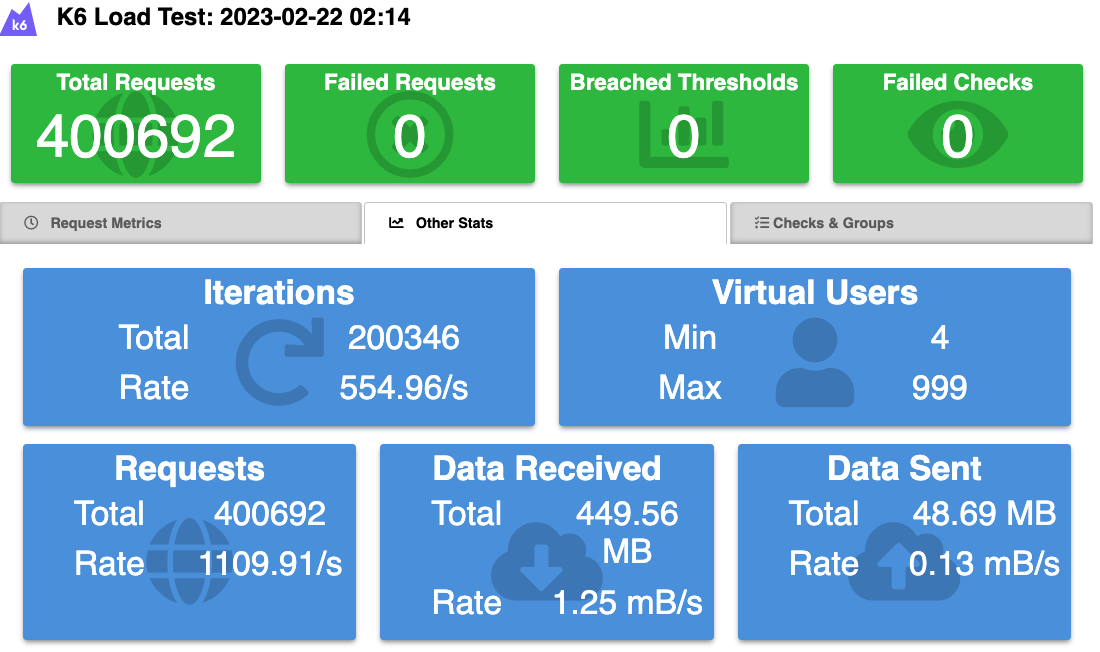 k6
K6 Load Test: 2023-02-22 02:14
Total Requests
400692
Failed Requests
0
Breached Thresholds
0
Failed Checks
0
Request Metrics
Other Stats
Checks & Groups
Iterations
Total 200346
Rate 554.96/s
Virtual Users
Min 4
Max 999
Requests
Total 400692
Rate 1109.91/s
Data Received
Total 449.56
MB
Rate 1.25 mB/s
Data Sent
Total 48.69 MB
Rate 0.13 mB/s